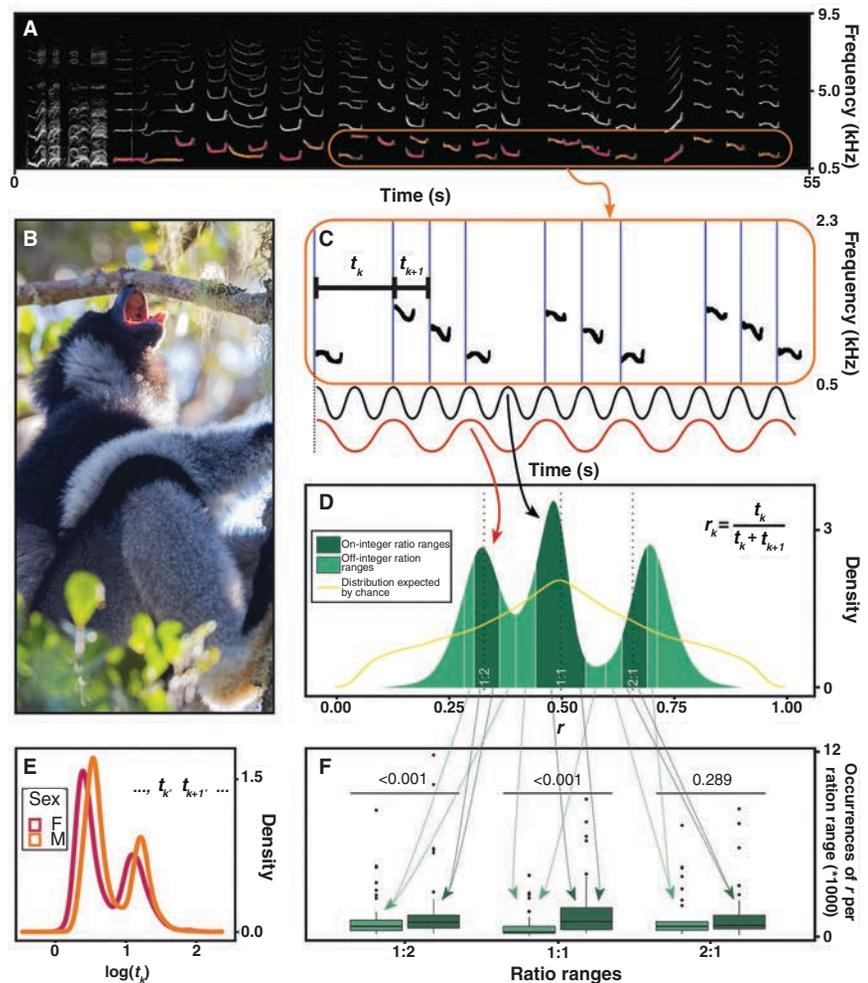 A
9.5
5.0
0.5
Frequency (kHz)
0
55
Time (s)
B
C
t_k
t_{k+1}
2.3
0.5
Frequency (kHz)
Time (s)
D
On-integer ratio ranges
Off-integer ration
ranges
Distribution expected
by chance
r_k = t_k / (t_k + t_{k+1})
3
0
Density
1:2
1:1
2:1
0.00
0.25
0.50
0.75
1.00
r
E
..., t_k, t_{k+1}, ...
Sex
F
M
1.5
0.0
Density
0
1
2
log(t_k)
F
<0.001
<0.001
0.289
12
0
Occurrences of r per
ration range (*1000)
1:2
1:1
2:1
Ratio ranges